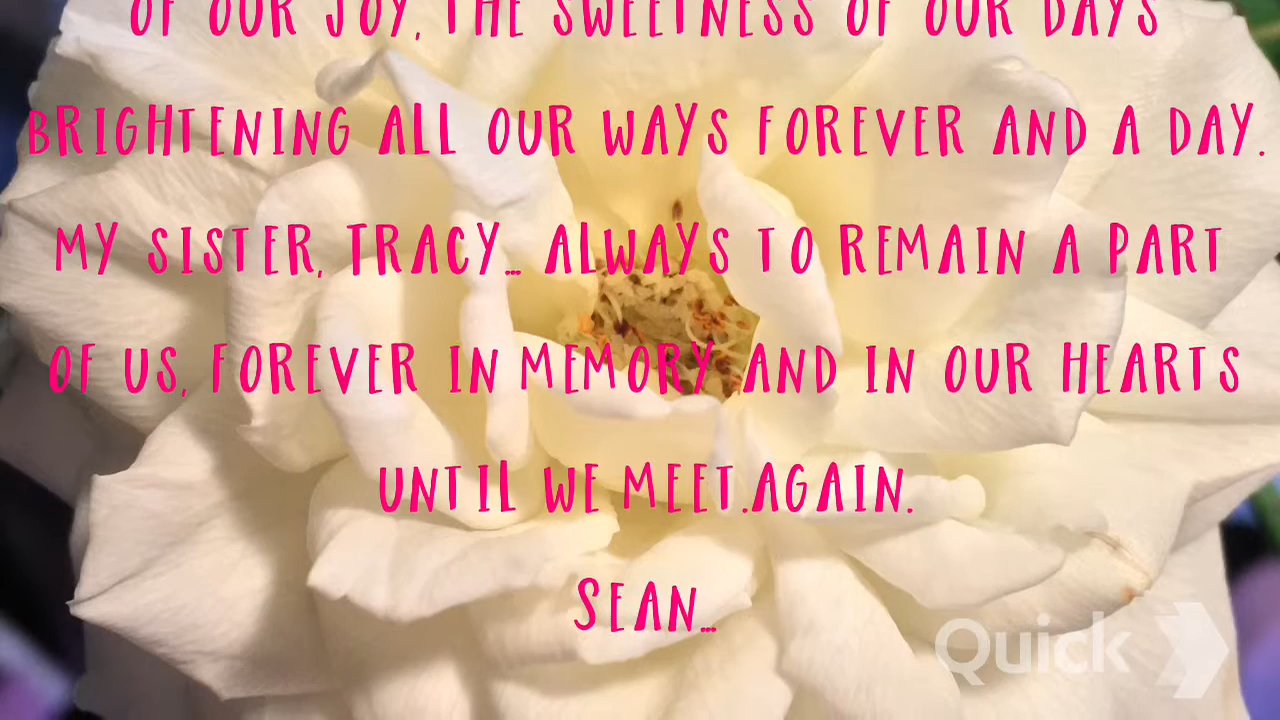 OF OUR JOY, THE SWEETNESS OF OUR DAYS
BRIGHTENING ALL OUR WAYS FOREVER AND A DAY.
MY SISTER, TRACY... ALWAYS TO REMAIN A PART
OF US, FOREVER IN MEMORY AND IN OUR HEARTS
UNTIL WE MEET.AGAIN.
SEAN...
Quick